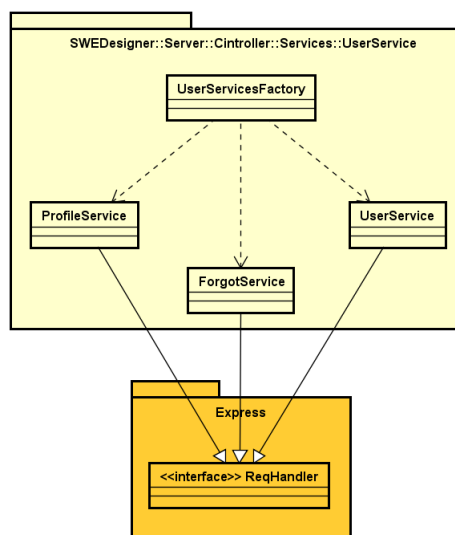 SWEDesigner::Server::Cintroller::Services::UserService
UserServicesFactory
ProfileService
UserService
ForgotService
Express
<<interface>> ReqHandler